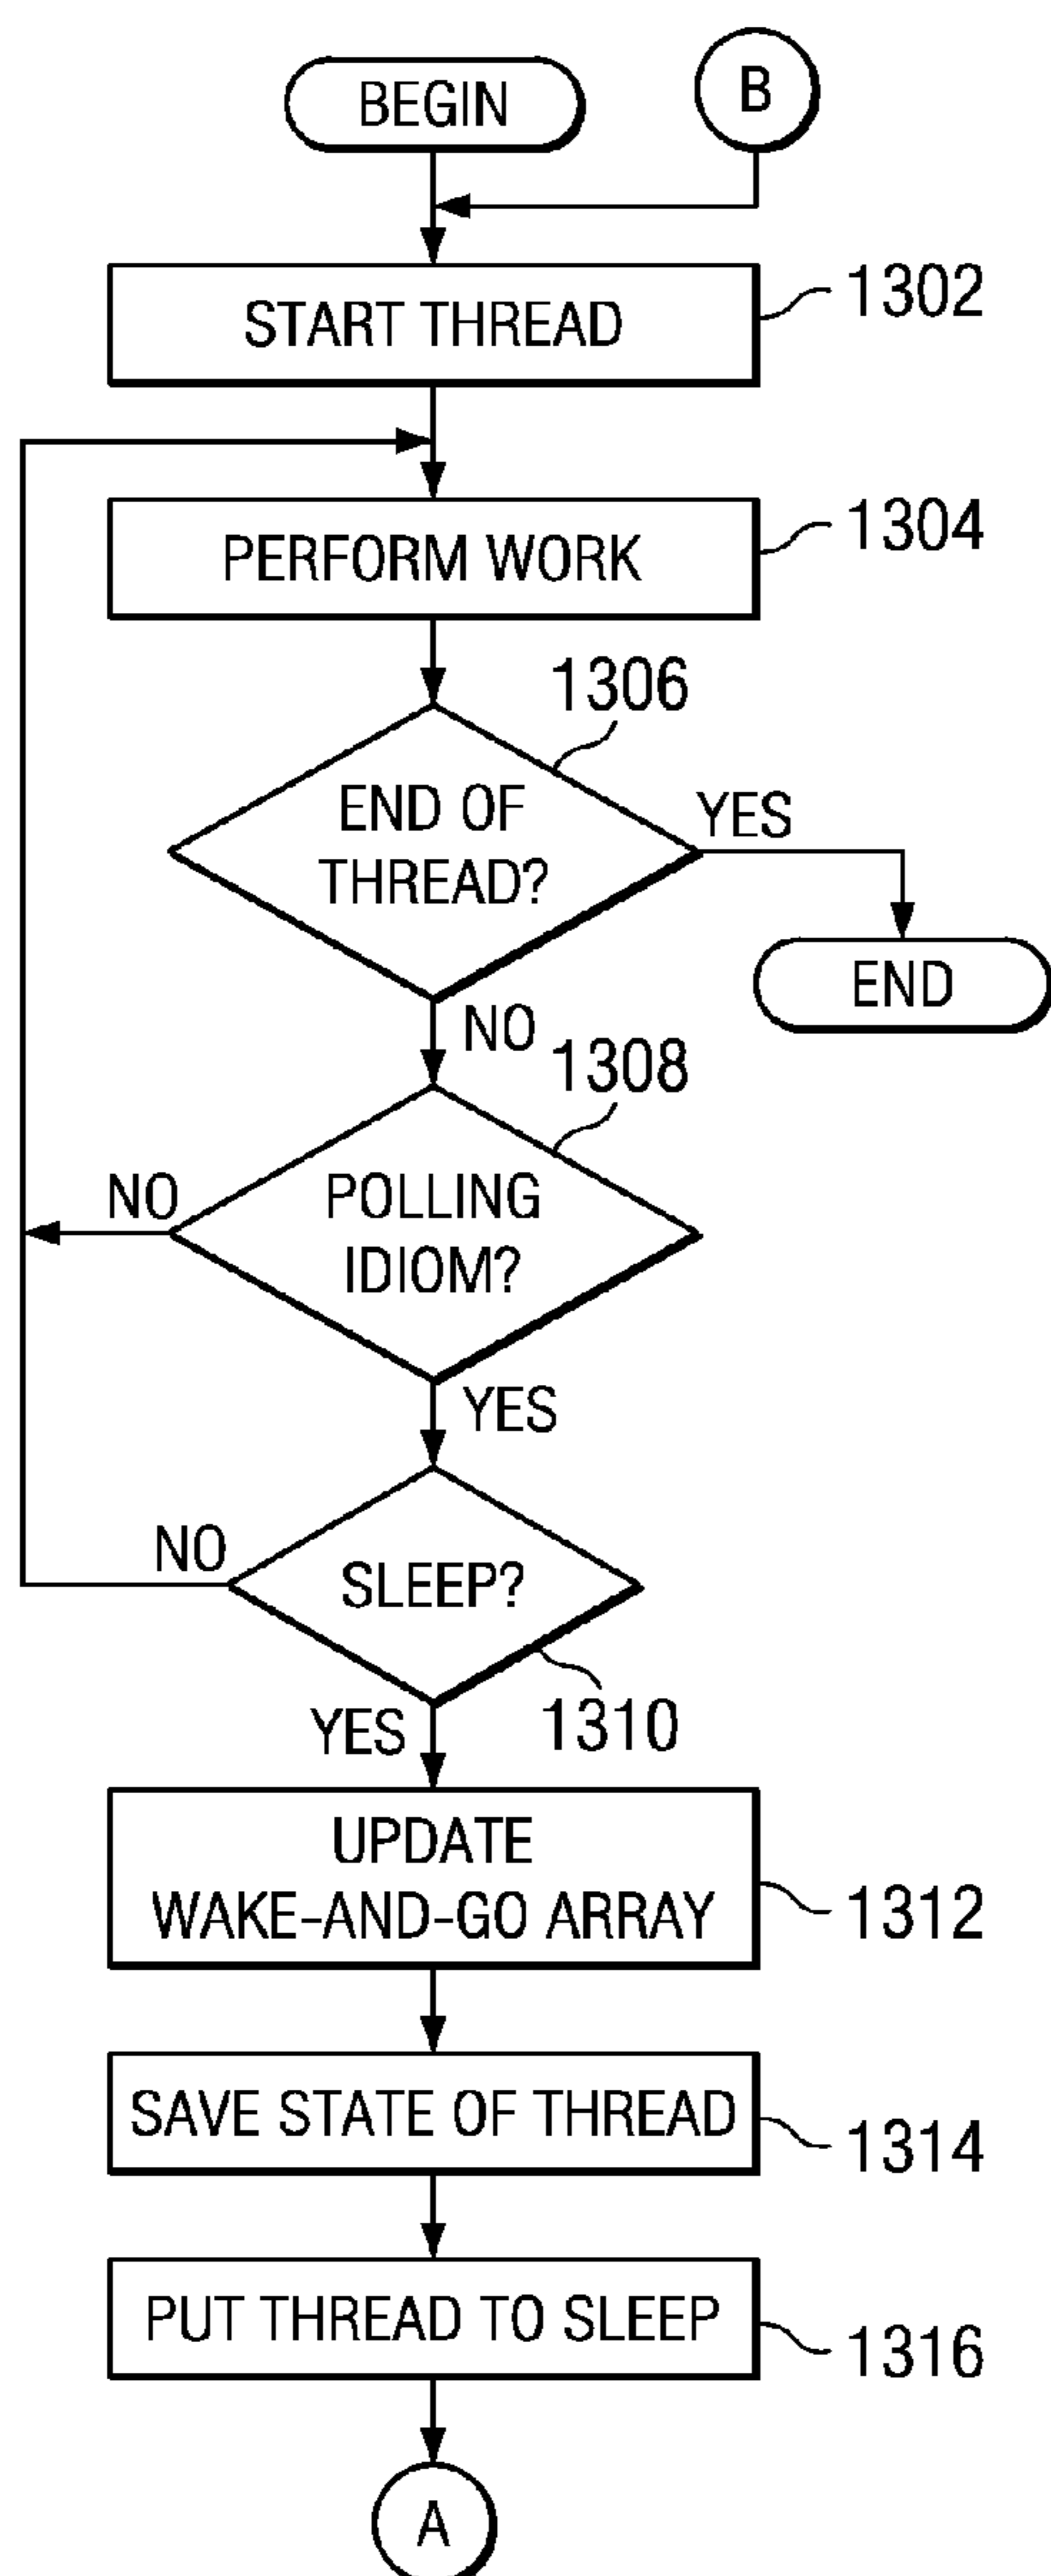 BEGIN
B
START THREAD
1302
PERFORM WORK
1304
1306
END OF
THREAD?
YES
END
NO
1308
POLLING
IDIOM?
NO
YES
SLEEP?
NO
1310
YES
UPDATE
WAKE-AND-GO ARRAY
1312
SAVE STATE OF THREAD
1314
PUT THREAD TO SLEEP
1316
A